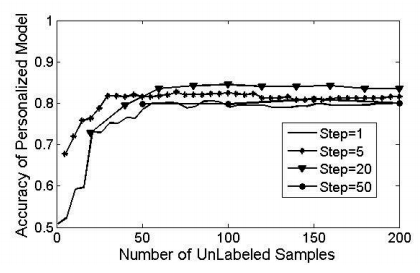 1
0.9
0.8
0.7
0.6
0.5
0
50
100
150
200
Accuracy of Personalized Model
Number of UnLabeled Samples
Step=1
Step=5
Step=20
Step=50